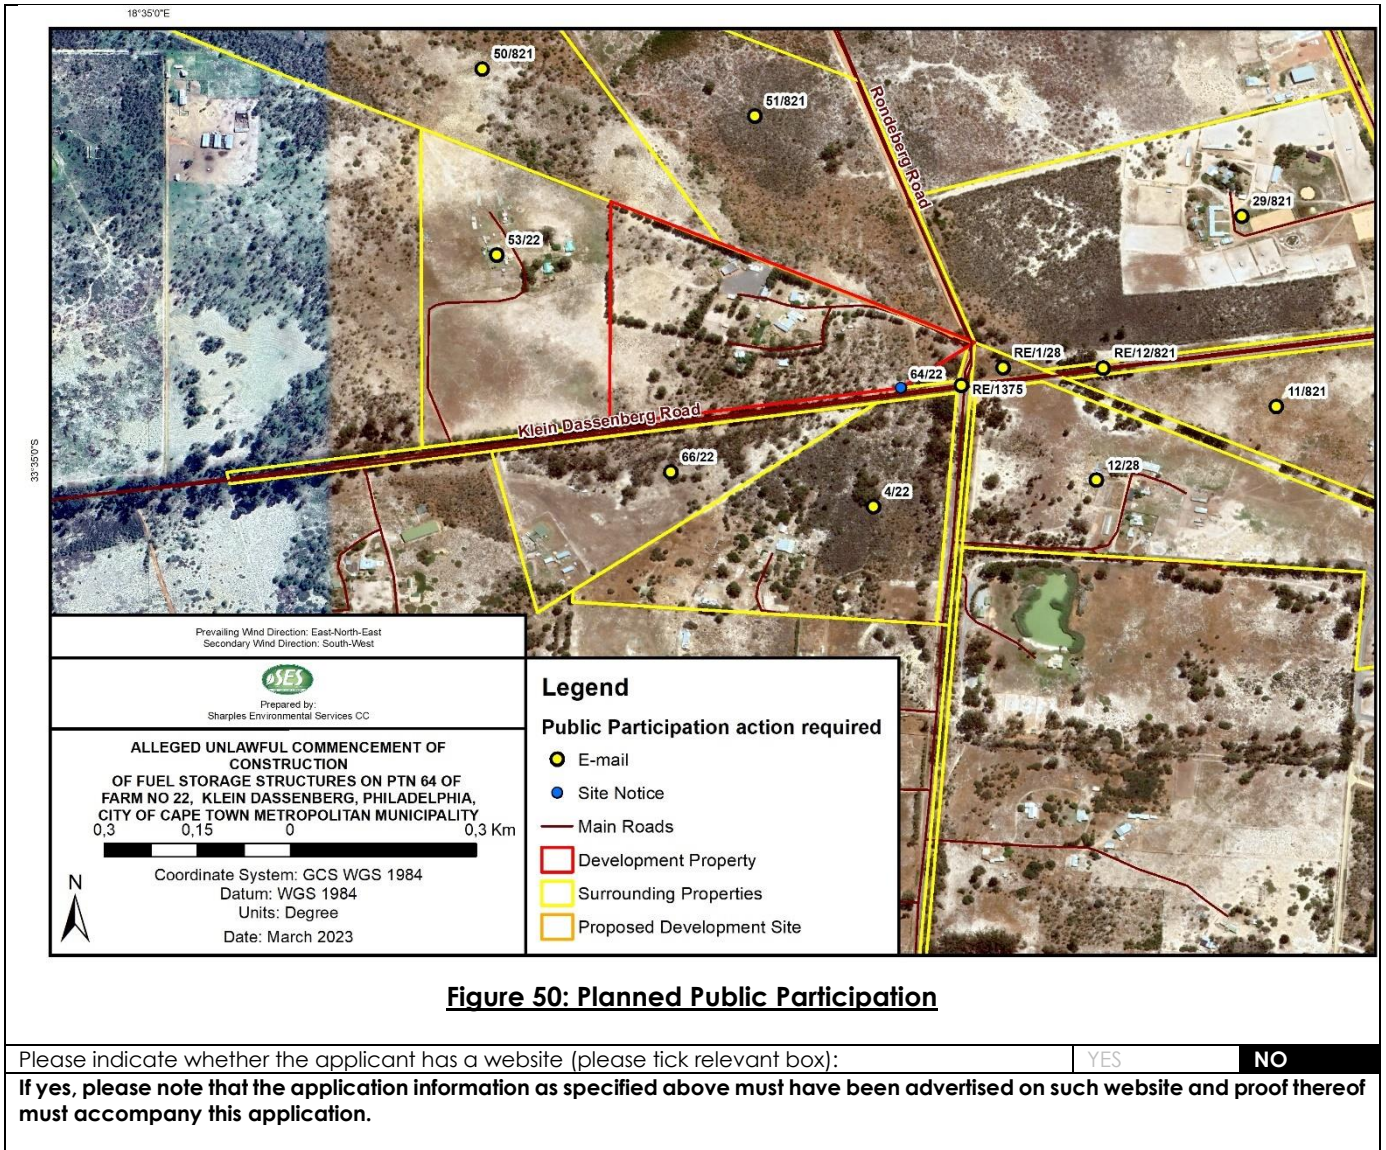 18°35'0"E
50/821
51/821
Rondeberg Road
29/821
53/22
RE/1/28
RE/12/821
64/22
RE/1375
11/821
Klein Dassenberg Road
33°35'0"S
66/22
12/28
4/22
Prevailing Wind Direction: East-North-East
Secondary Wind Direction: South-West
SES
Prepared by:
Sharples Environmental Services CC
ALLEGED UNLAWFUL COMMENCEMENT OF
CONSTRUCTION
OF FUEL STORAGE STRUCTURES ON PTN 64 OF
FARM NO 22, KLEIN DASSENBERG, PHILADELPHIA,
CITY OF CAPE TOWN METROPOLITAN MUNICIPALITY
0,3 0,15 0 0,3 Km
N
Coordinate System: GCS WGS 1984
Datum: WGS 1984
Units: Degree
Date: March 2023
Legend
Public Participation action required
E-mail
Site Notice
Main Roads
Development Property
Surrounding Properties
Proposed Development Site
Figure 50: Planned Public Participation
Please indicate whether the applicant has a website (please tick relevant box): YES NO
If yes, please note that the application information as specified above must have been advertised on such website and proof thereof
must accompany this application.